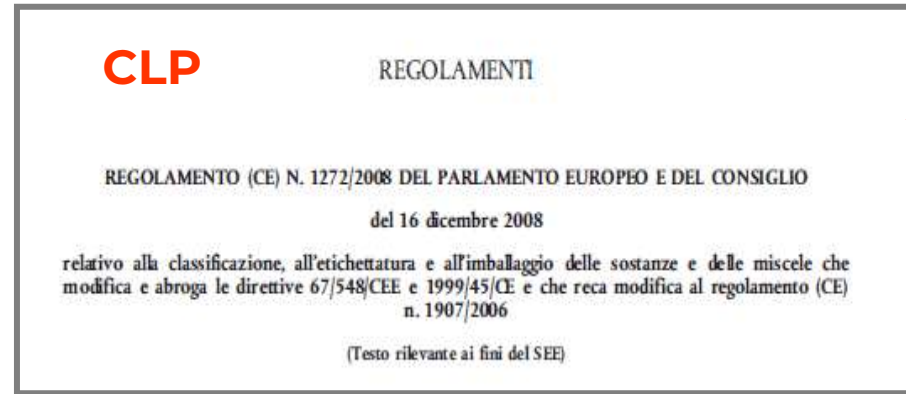 CLP
REGOLAMENTI
REGOLAMENTO (CE) N. 1272/2008 DEL PARLAMENTO EUROPEO E DEL CONSIGLIO
del 16 dicembre 2008
relativo alla classificazione, all'etichettatura e all'imballaggio delle sostanze e delle miscele che
modifica e abroga le direttive 67/548/CEE e 1999/45/CE e che reca modifica al regolamento (CE)
n. 1907/2006
(Testo rilevante ai fini del SEE)